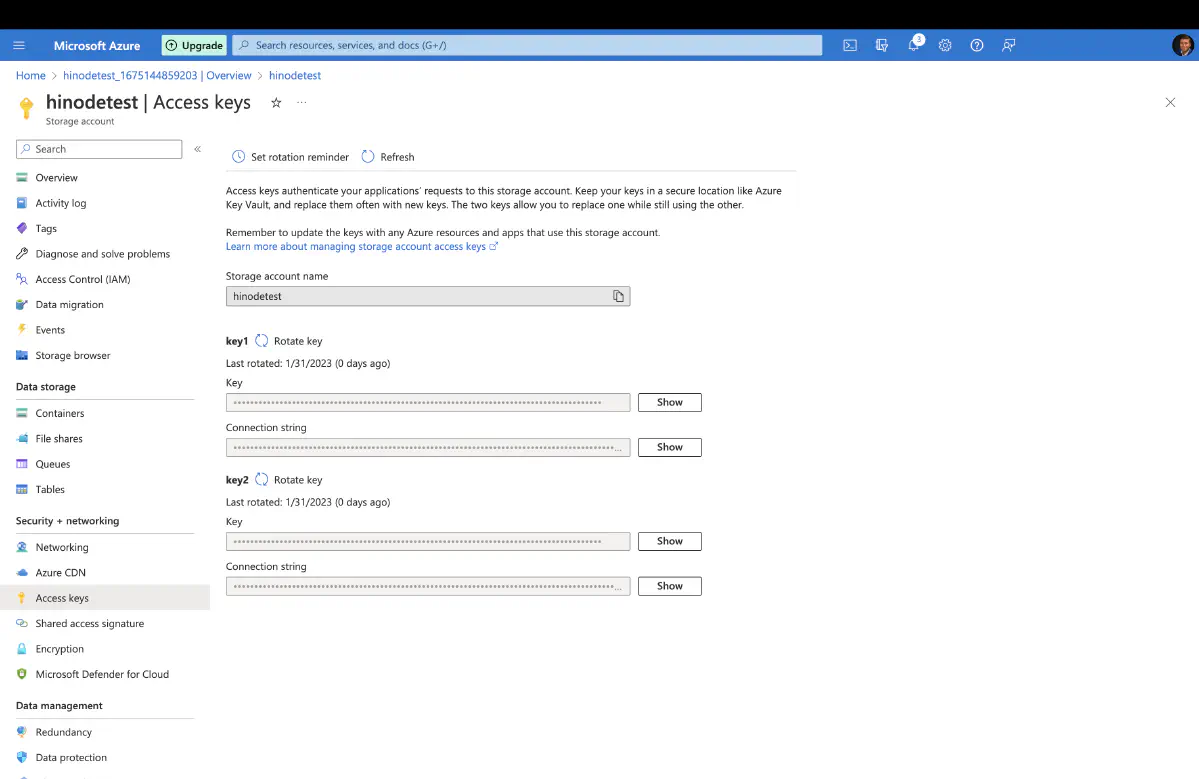 Microsoft Azure
Upgrade
Search resources, services, and docs (G+/)
3
Home > hinodetest_1675144859203 | Overview > hinodetest
hinodetest | Access keys
Storage account
Search
Overview
Activity log
Tags
Diagnose and solve problems
Access Control (IAM)
Data migration
Events
Storage browser
Data storage
Containers
File shares
Queues
Tables
Security + networking
Networking
Azure CDN
Access keys
Shared access signature
Encryption
Microsoft Defender for Cloud
Data management
Redundancy
Data protection
Set rotation reminder
Refresh
Access keys authenticate your applications' requests to this storage account. Keep your keys in a secure location like Azure
Key Vault, and replace them often with new keys. The two keys allow you to replace one while still using the other.
Remember to update the keys with any Azure resources and apps that use this storage account.
Learn more about managing storage account access keys
Storage account name
hinodetest
key1 Rotate key
Last rotated: 1/31/2023 (0 days ago)
Key
Show
Connection string
Show
key2 Rotate key
Last rotated: 1/31/2023 (0 days ago)
Key
Show
Connection string
Show